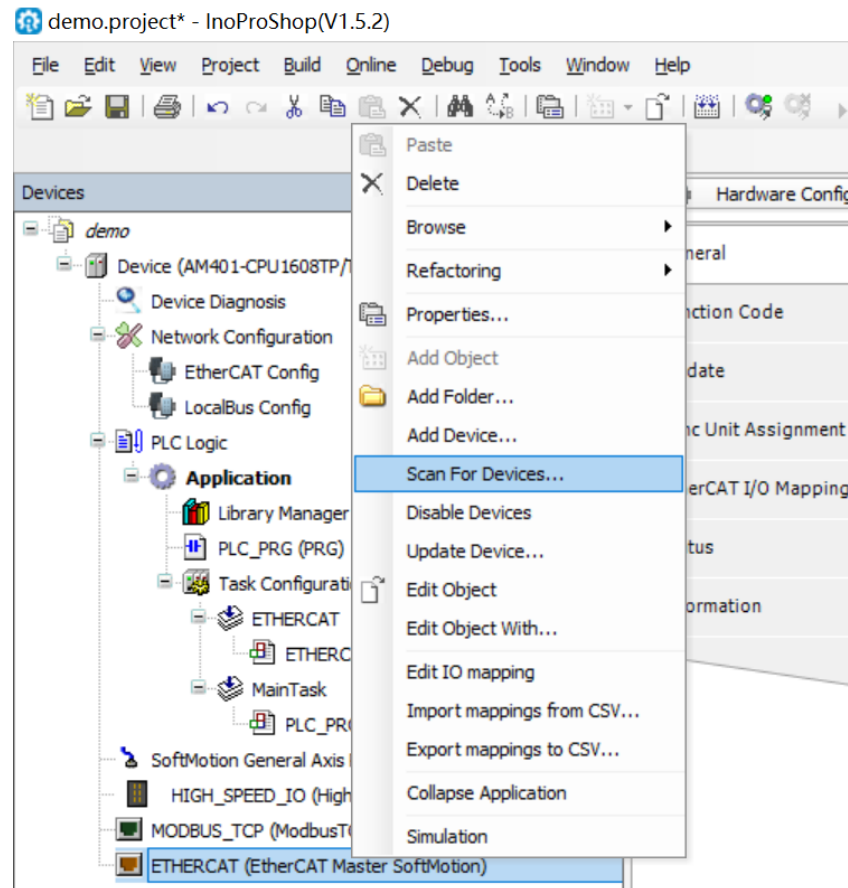 demo.project* - InoProShop(V1.5.2)
File Edit View Project Build Online Debug Tools Window Help
Devices
demo
Device (AM401-CPU1608TP/
Device Diagnosis
Network Configuration
EtherCAT Config
LocalBus Config
PLC Logic
Application
Library Manager
PLC_PRG (PRG)
Task Configurati
ETHERCAT
ETHERC
MainTask
PLC_PR
SoftMotion General Axis
HIGH_SPEED_IO (High
MODBUS_TCP (ModbusTC
ETHERCAT (EtherCAT Master SoftMotion)
Paste
Delete
Browse
Refactoring
Properties...
Add Object
Add Folder...
Add Device...
Scan For Devices...
Disable Devices
Update Device...
Edit Object
Edit Object With...
Edit IO mapping
Import mappings from CSV...
Export mappings to CSV...
Collapse Application
Simulation
Hardware Config
neral
nction Code
date
nc Unit Assignment
erCAT I/O Mapping
tus
ormation